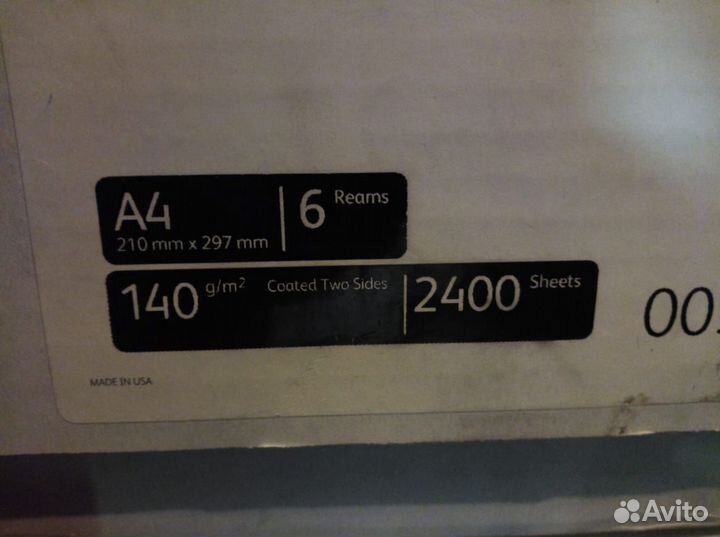 A4 6 Reams
210 mm x 297 mm
140 g/m² Coated Two Sides 2400 Sheets
00
MADE IN USA
Avito